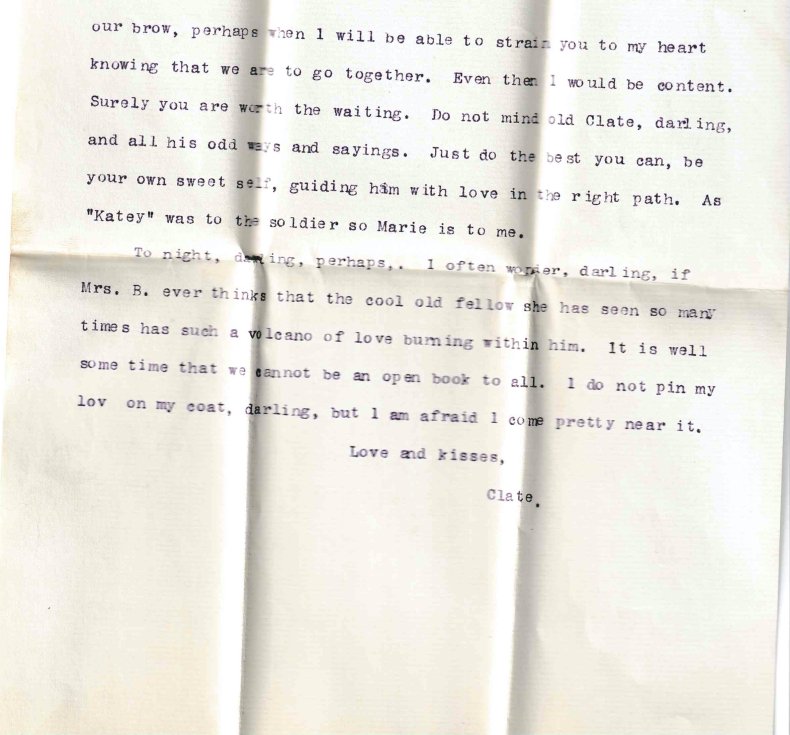 our brow, perhaps when I will be able to strain you to my heart
knowing that we are to go together. Even then I would be content.
Surely you are worth the waiting. Do not mind old Clate, darling,
and all his odd ways and sayings. Just do the best you can, be
your own sweet self, guiding him with love in the right path. As
"Katey" was to the soldier so Marie is to me.
To night, darling, perhaps,. I often wonder, darling, if
Mrs. B. ever thinks that the cool old fellow she has seen so many
times has such a volcano of love burning within him. It is well
some time that we cannot be an open book to all. I do not pin my
lov on my coat, darling, but I am afraid I come pretty near it.
Love and kisses,
Clate.